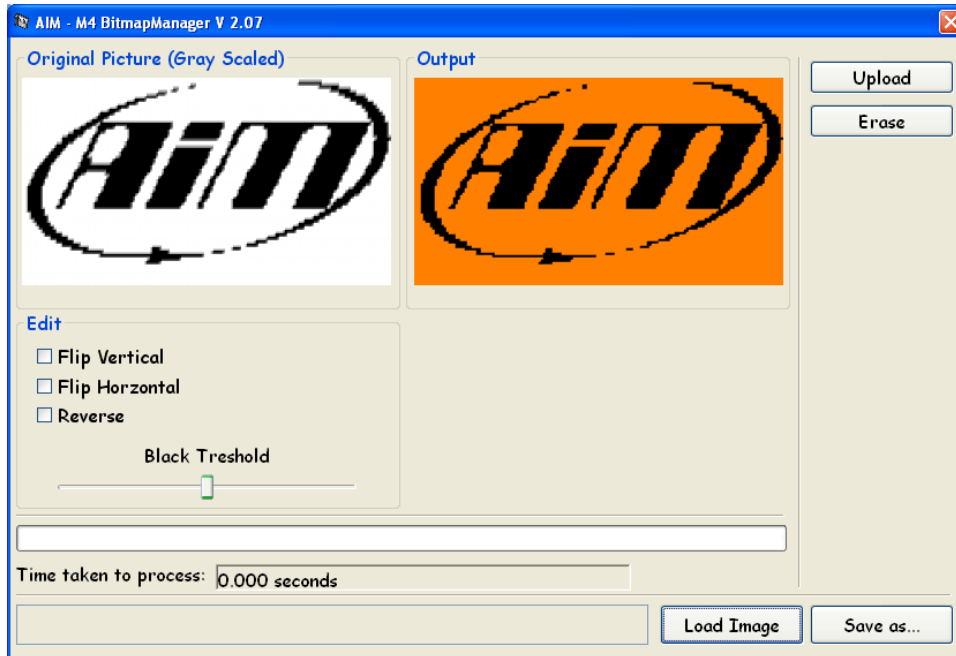 AIM - M4 BitmapManager V 2.07
Original Picture (Gray Scaled)
Output
AiM
AiM
Upload
Erase
Edit
Flip Vertical
Flip Horzontal
Reverse
Black Treshold
Time taken to process: 0.000 seconds
Load Image
Save as...